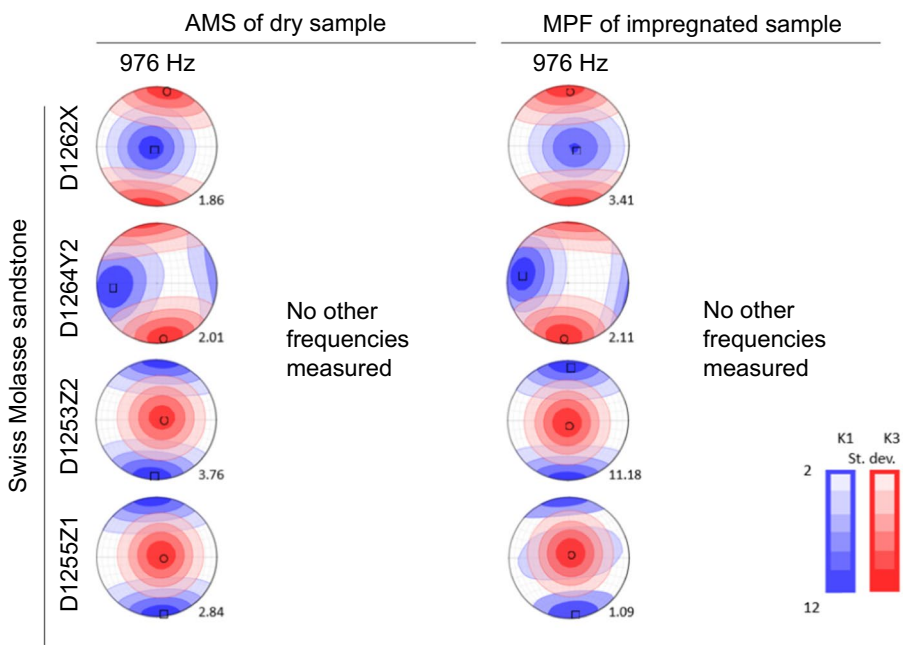 AMS of dry sample
MPF of impregnated sample
976 Hz
976 Hz
Swiss Molasse sandstone
D1262X
1.86
3.41
D1264Y2
2.01
No other
frequencies
measured
2.11
No other
frequencies
measured
D1253Z2
3.76
11.18
D1255Z1
2.84
1.09
K1 K3
St. dev.
2
12